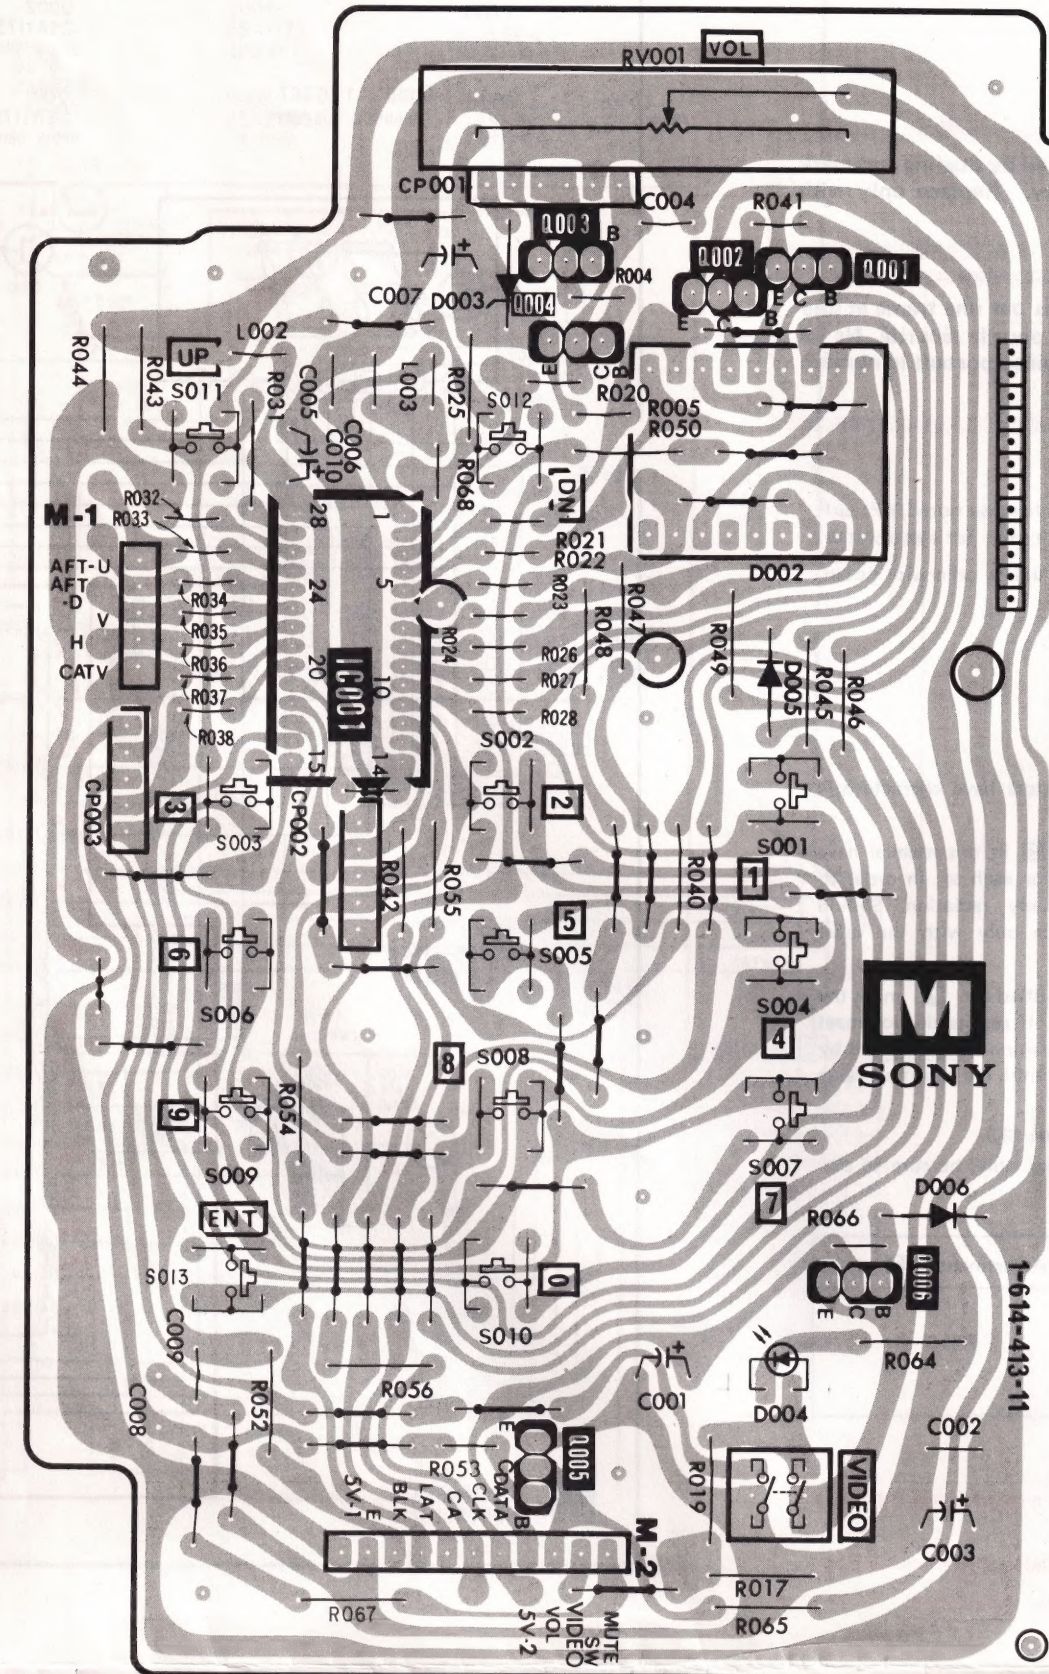 VOL
RV001
CP001
C004
R041
Q003
B
Q002
E C B
Q001
R004
C007
D003
Q004
E C B
E C B
R044
R043
UP
S011
L002
R031
C005
C010
C006
L003
R025
S012
R020
R005
R050
R068
DN
D002
M-1
R032
R033
AFT-U
AFT
-D
V
H
CATV
R034
R035
R036
R037
R038
28
1
24
5
20
10
15
14
IC001
R024
R021
R022
R023
R026
R027
R028
R048
R047
R049
D005
R045
R046
CP003
3
S003
CP002
S002
2
S001
1
R042
R055
R040
6
S006
5
S005
S004
4
M
SONY
8
S008
9
S009
R054
S007
7
R066
D006
ENT
S013
0
S010
Q006
E C B
1-614-413-11
R064
C009
C008
R052
R056
C001
D004
C002
E
C
B
Q005
R053
5V-1
E
BLK
LAT
CA
CLK
DATA
R019
VIDEO
C003
M-2
R067
5V-2
VOL
VIDEO
SW
MUTE
R017
R065